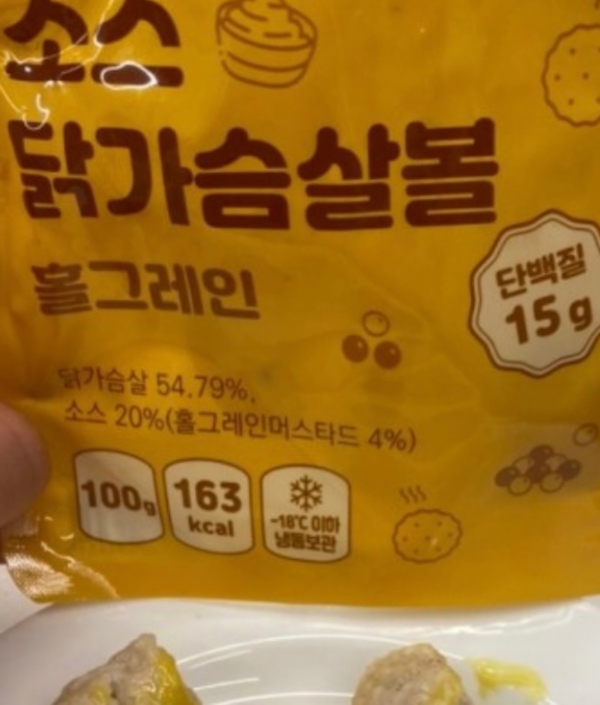 소스
닭가슴살볼
홀그레인
단백질
15g
닭가슴살 54.79%,
소스 20%(홀그레인머스타드 4%)
100g
163
kcal
-18℃ 이하
냉동보관